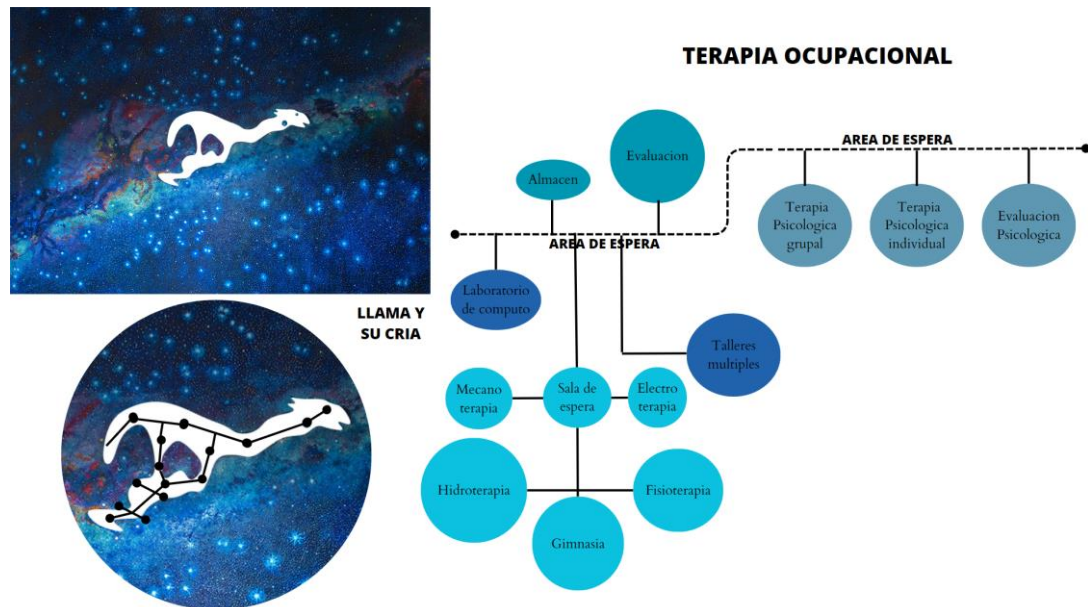 TERAPIA OCUPACIONAL
AREA DE ESPERA
Evaluacion
Almacen
Terapia
Psicologica
grupal
Terapia
Psicologica
individual
Evaluacion
Psicologica
AREA DE ESPERA
Laboratorio
de computo
LLAMA Y
SU CRIA
Talleres
multiples
Mecano
terapia
Sala de
espera
Electro
terapia
Hidroterapia
Fisioterapia
Gimnasia